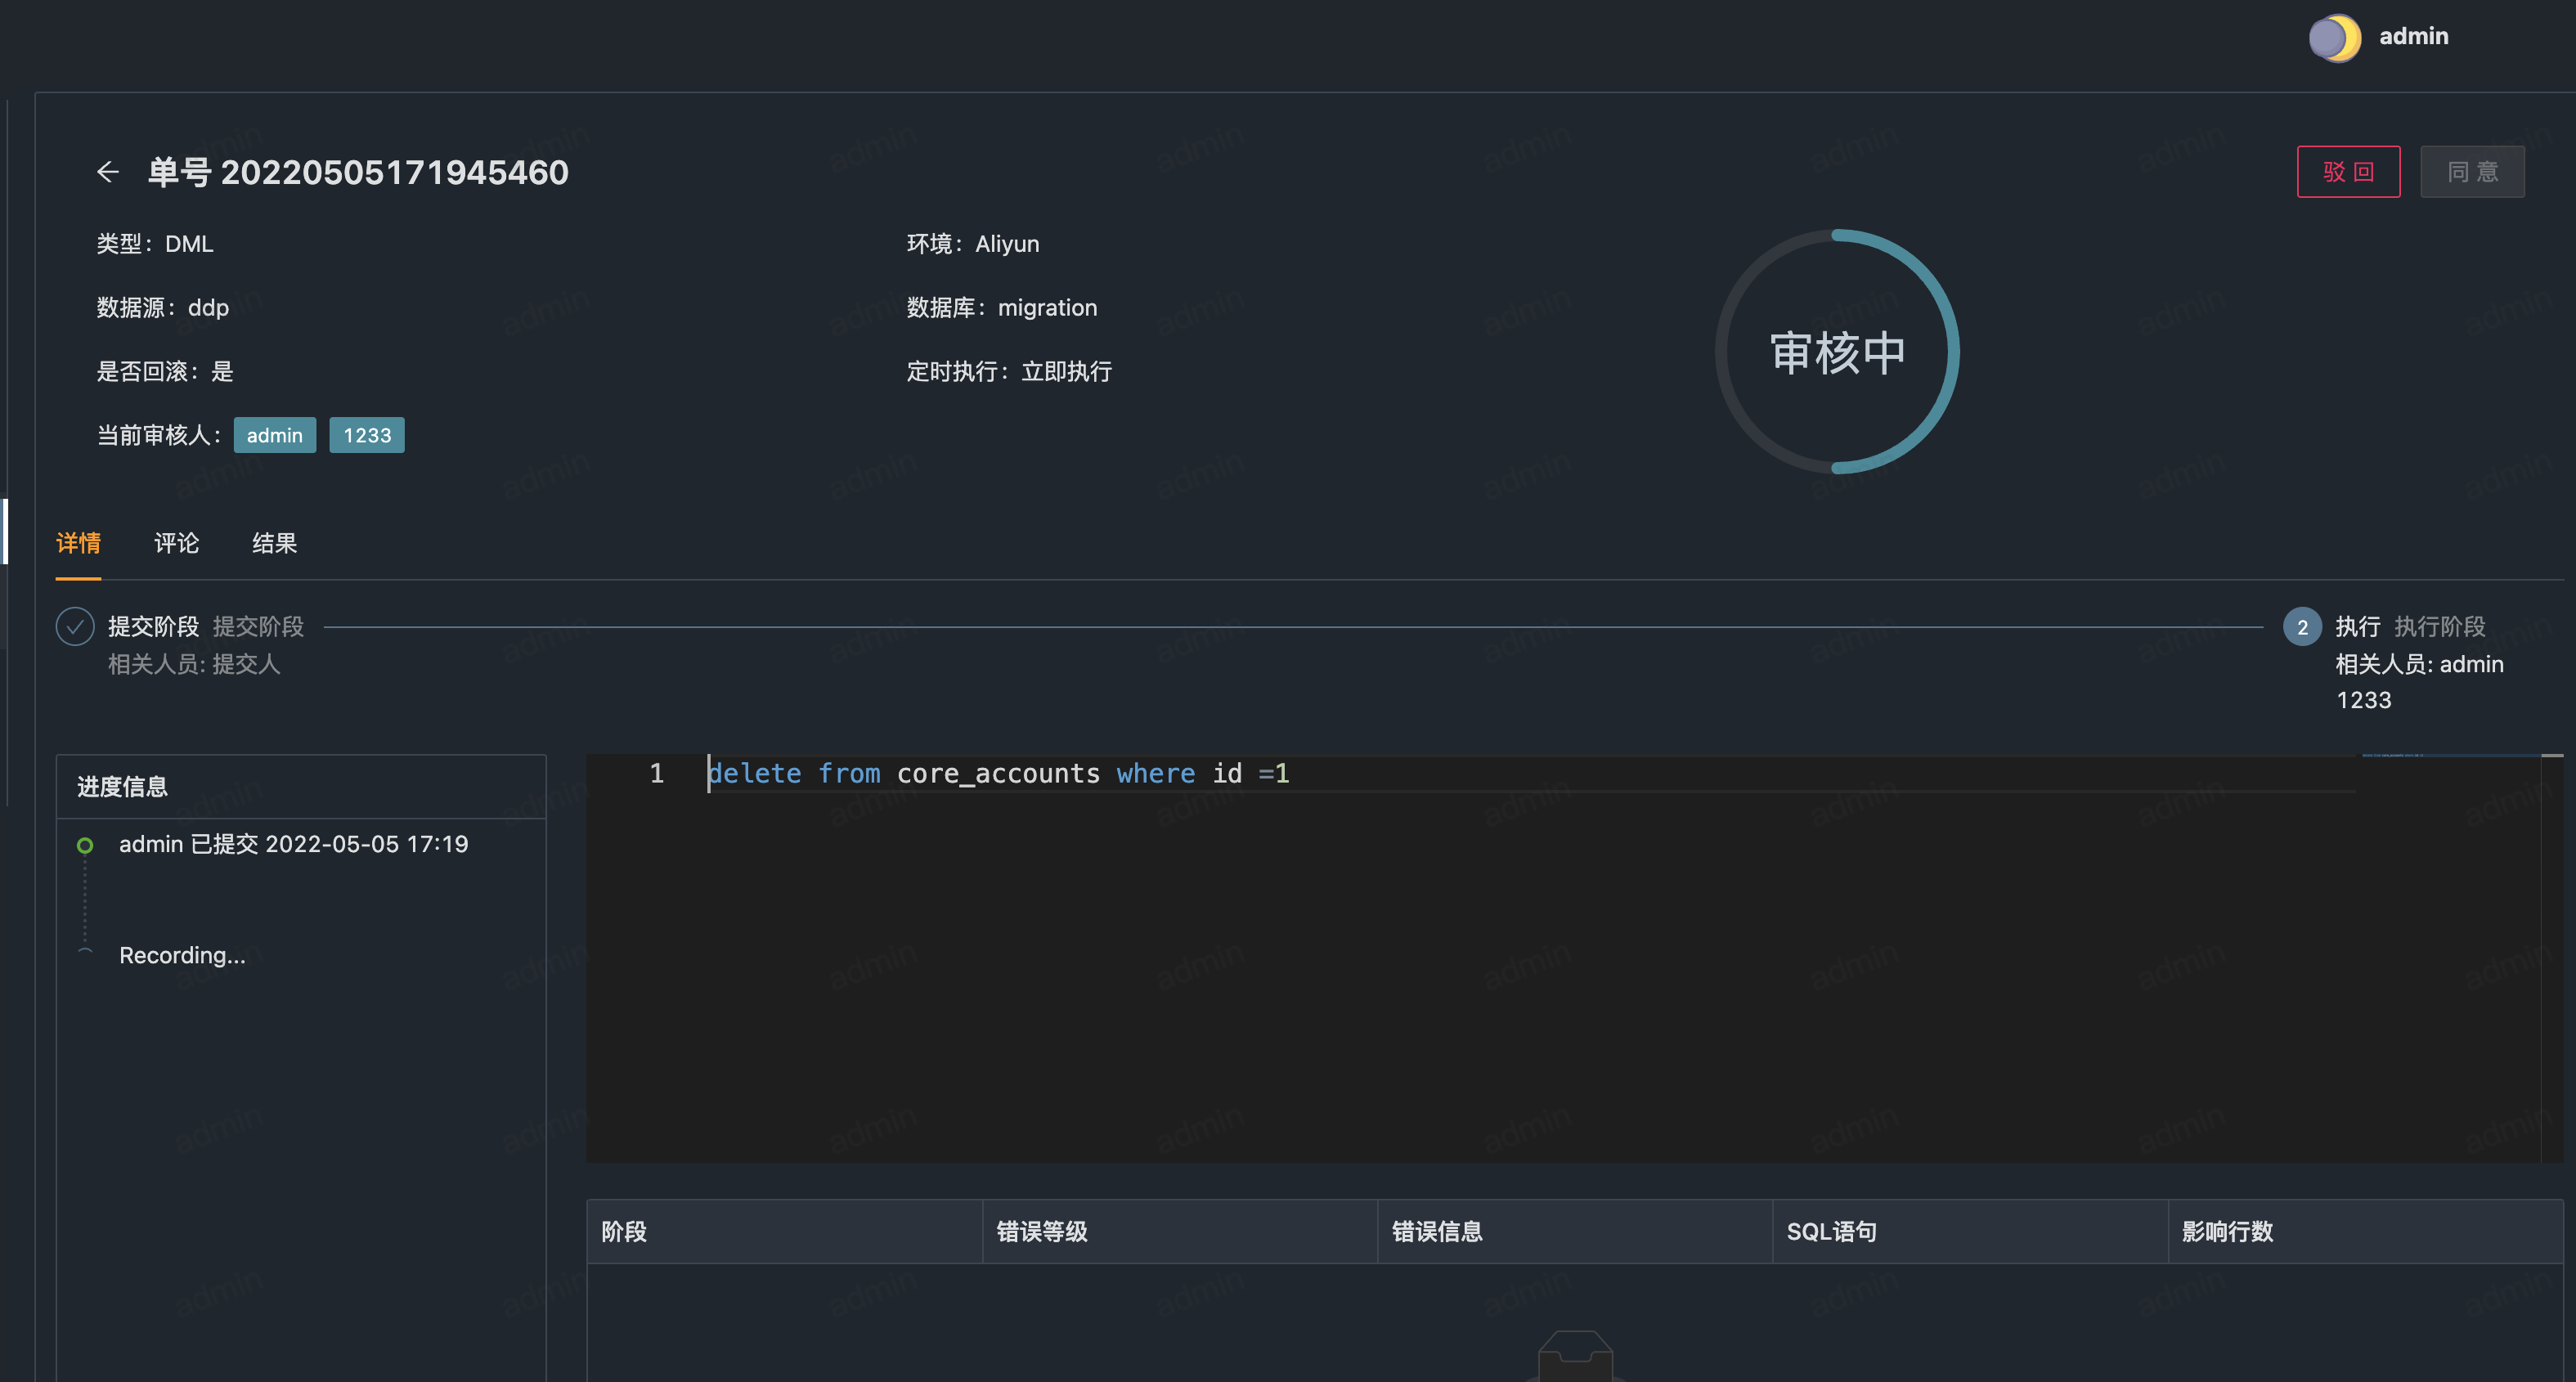 admin
单号 20220505171945460
驳 回
同 意
类型：DML
环境：Aliyun
数据源：ddp
数据库：migration
是否回滚：是
定时执行：立即执行
当前审核人：admin 1233
审核中
详情
评论
结果
提交阶段 提交阶段
相关人员: 提交人
2 执行 执行阶段
相关人员: admin
1233
进度信息
admin 已提交 2022-05-05 17:19
Recording...
1 delete from core_accounts where id =1
阶段
错误等级
错误信息
SQL语句
影响行数